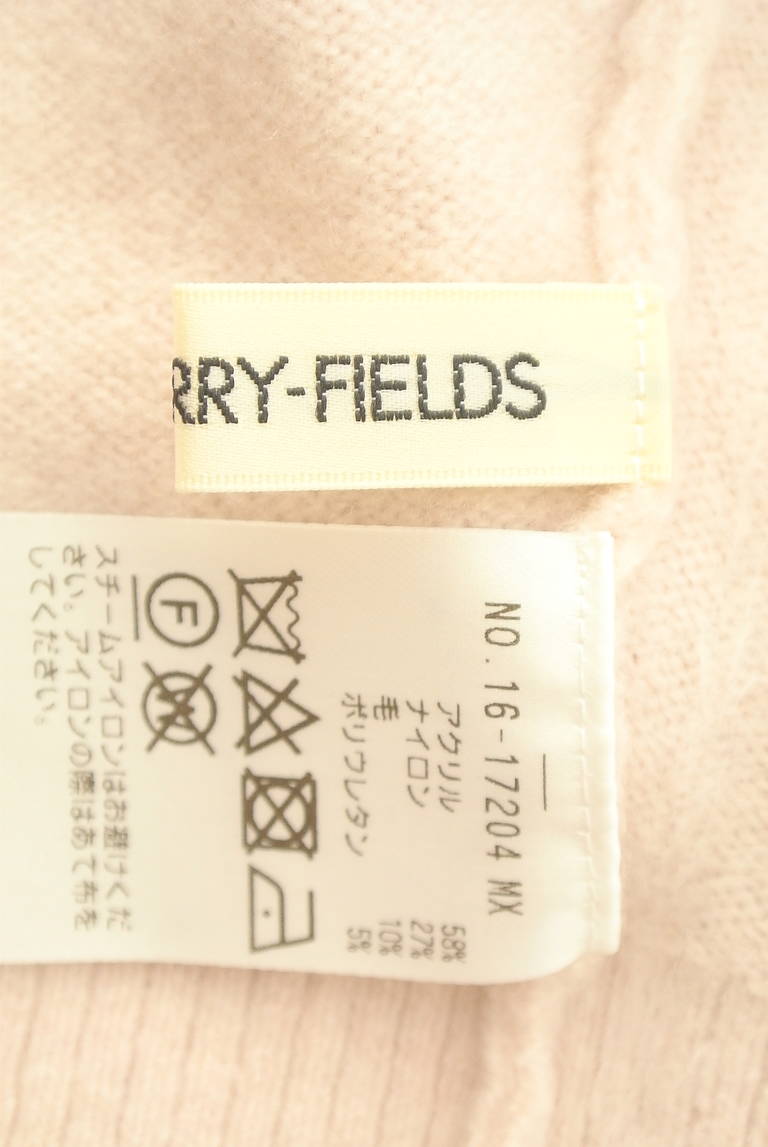 RRY-FIELDS
NO.16-17204 MX
アクリル 58%
ナイロン 27%
毛 10%
ポリウレタン 5%
F
W
スチームアイロンはお避けくだ
さい。アイロンの際はあて布を
してください。